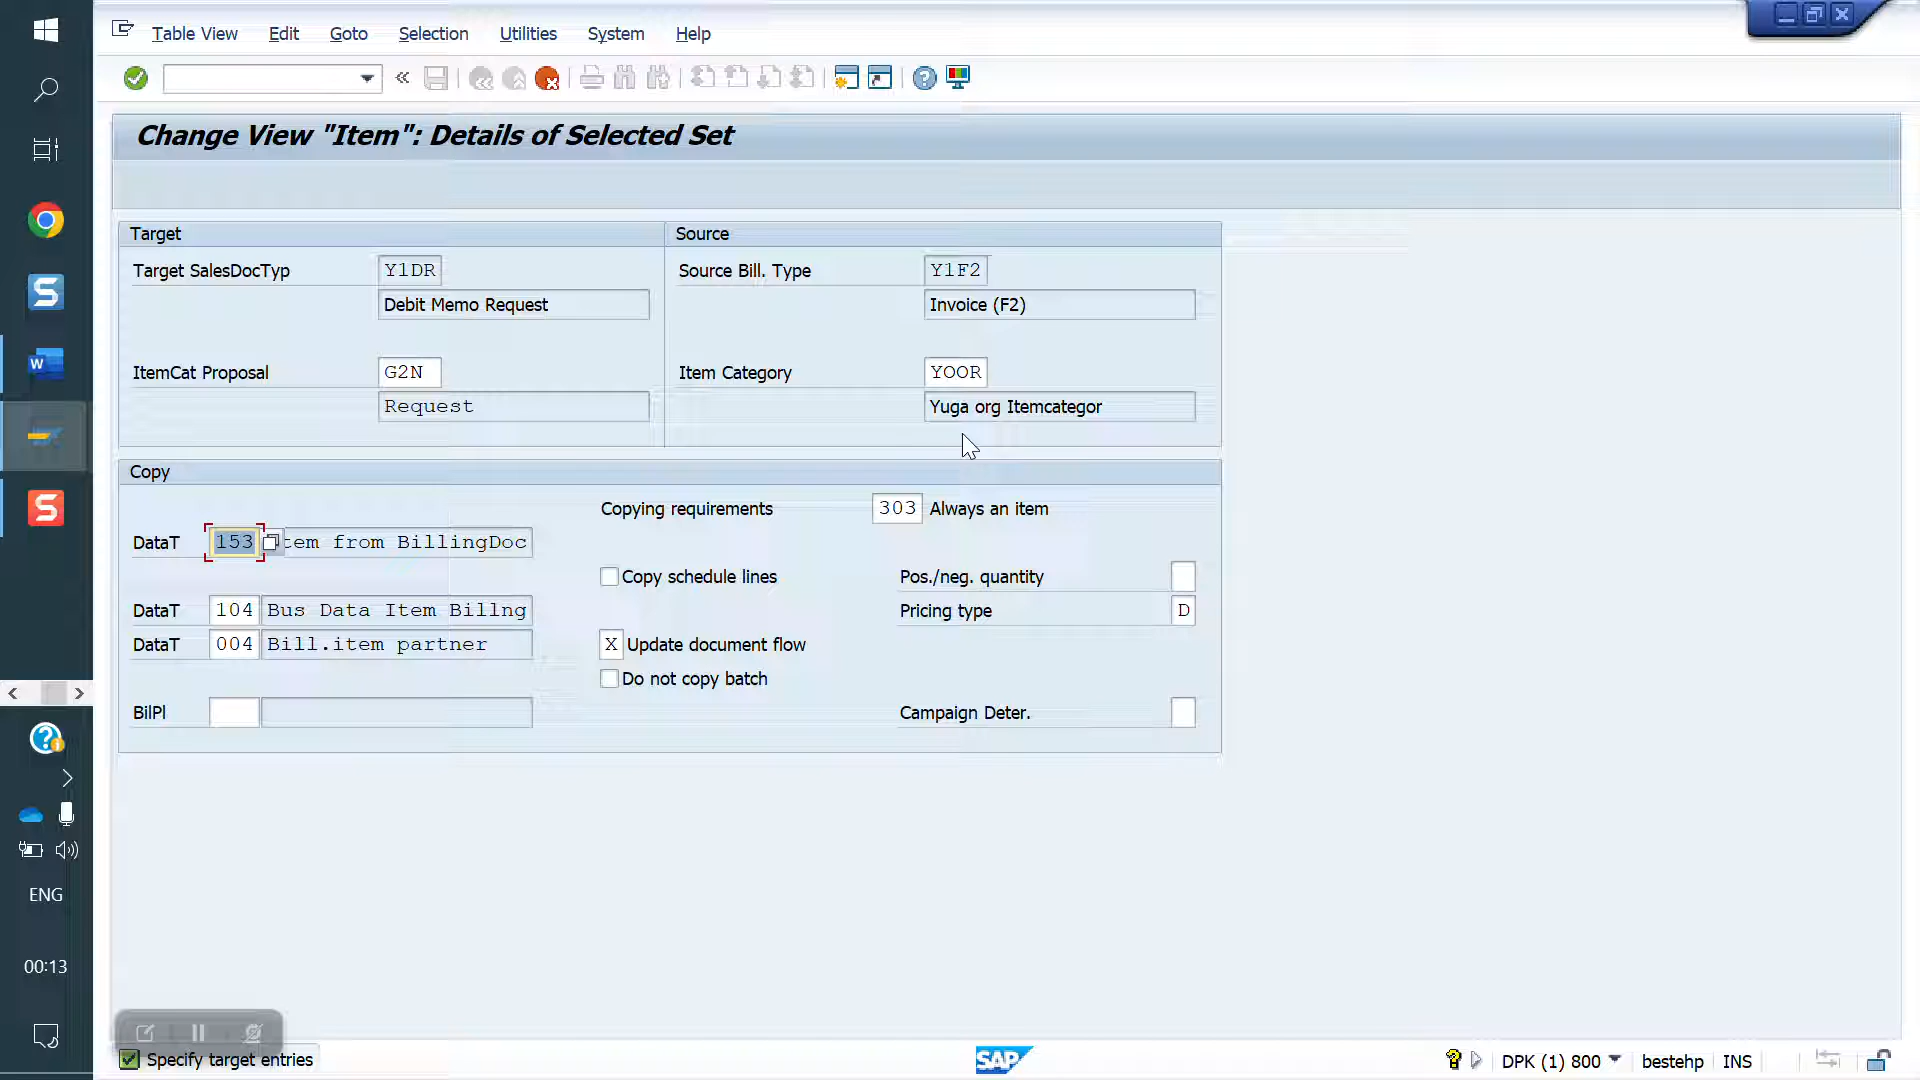 Table View Edit Goto Selection Utilities System Help
Change View "Item": Details of Selected Set
Target Source
Target SalesDocTyp Y1DR Source Bill. Type Y1F2
Debit Memo Request Invoice (F2)
ItemCat Proposal G2N Item Category YOOR
Request Yuga org Itemcategor
Copy
Copying requirements 303 Always an item
DataT 153 tem from BillingDoc
Copy schedule lines Pos./neg. quantity
DataT 104 Bus Data Item Billng Pricing type D
DataT 004 Bill.item partner X Update document flow
Do not copy batch
BilPl Campaign Deter.
ENG
00:13
Specify target entries SAP DPK (1) 800 bestehp INS